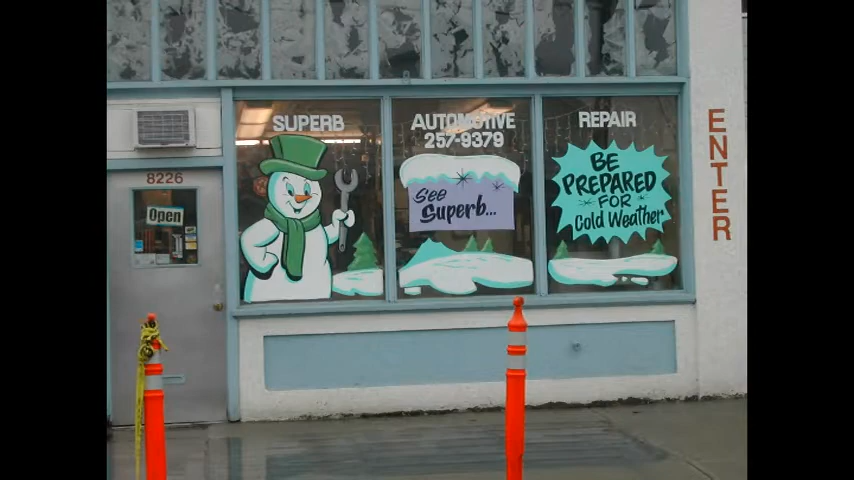 SUPERB AUTOMOTIVE REPAIR
257-9379
8226
Open
See
Superb...
BE
PREPARED
FOR
Cold Weather
ENTER